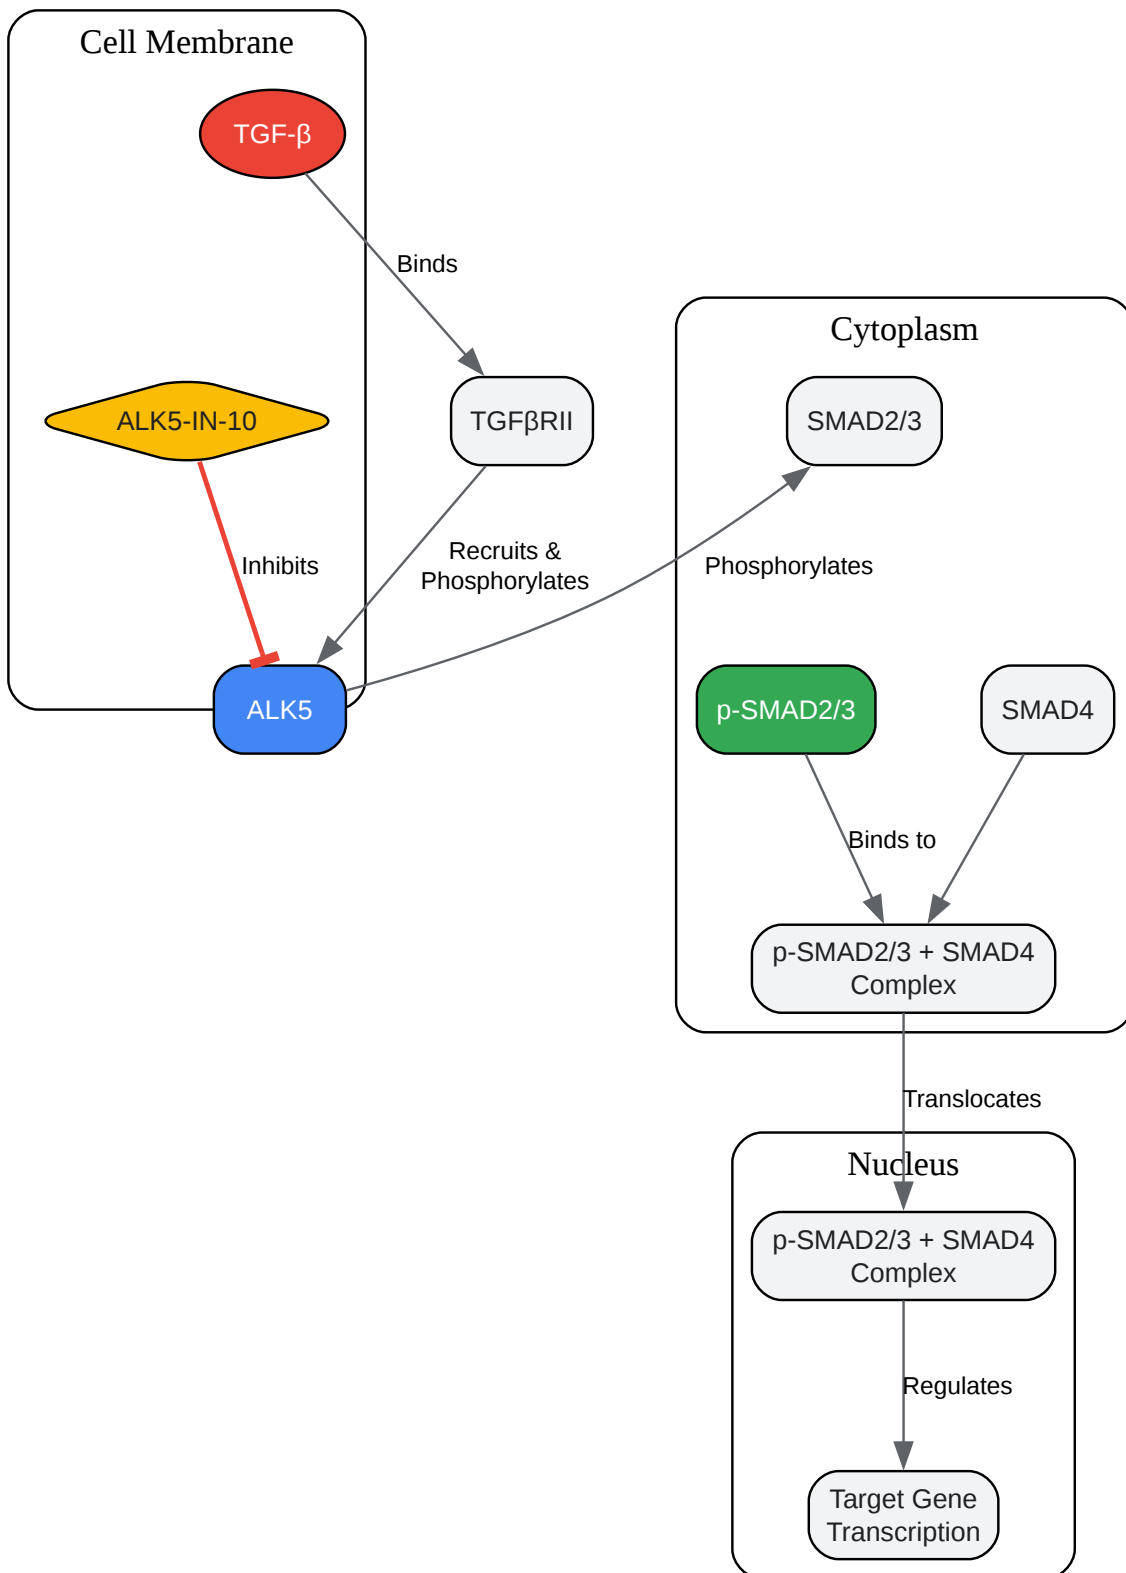 Cell Membrane
TGF-β
Binds
Cytoplasm
ALK5-IN-10
TGFβRII
SMAD2/3
Inhibits
Recruits &
Phosphorylates
Phosphorylates
ALK5
p-SMAD2/3
SMAD4
Binds to
p-SMAD2/3 + SMAD4
Complex
Translocates
Nucleus
p-SMAD2/3 + SMAD4
Complex
Regulates
Target Gene
Transcription